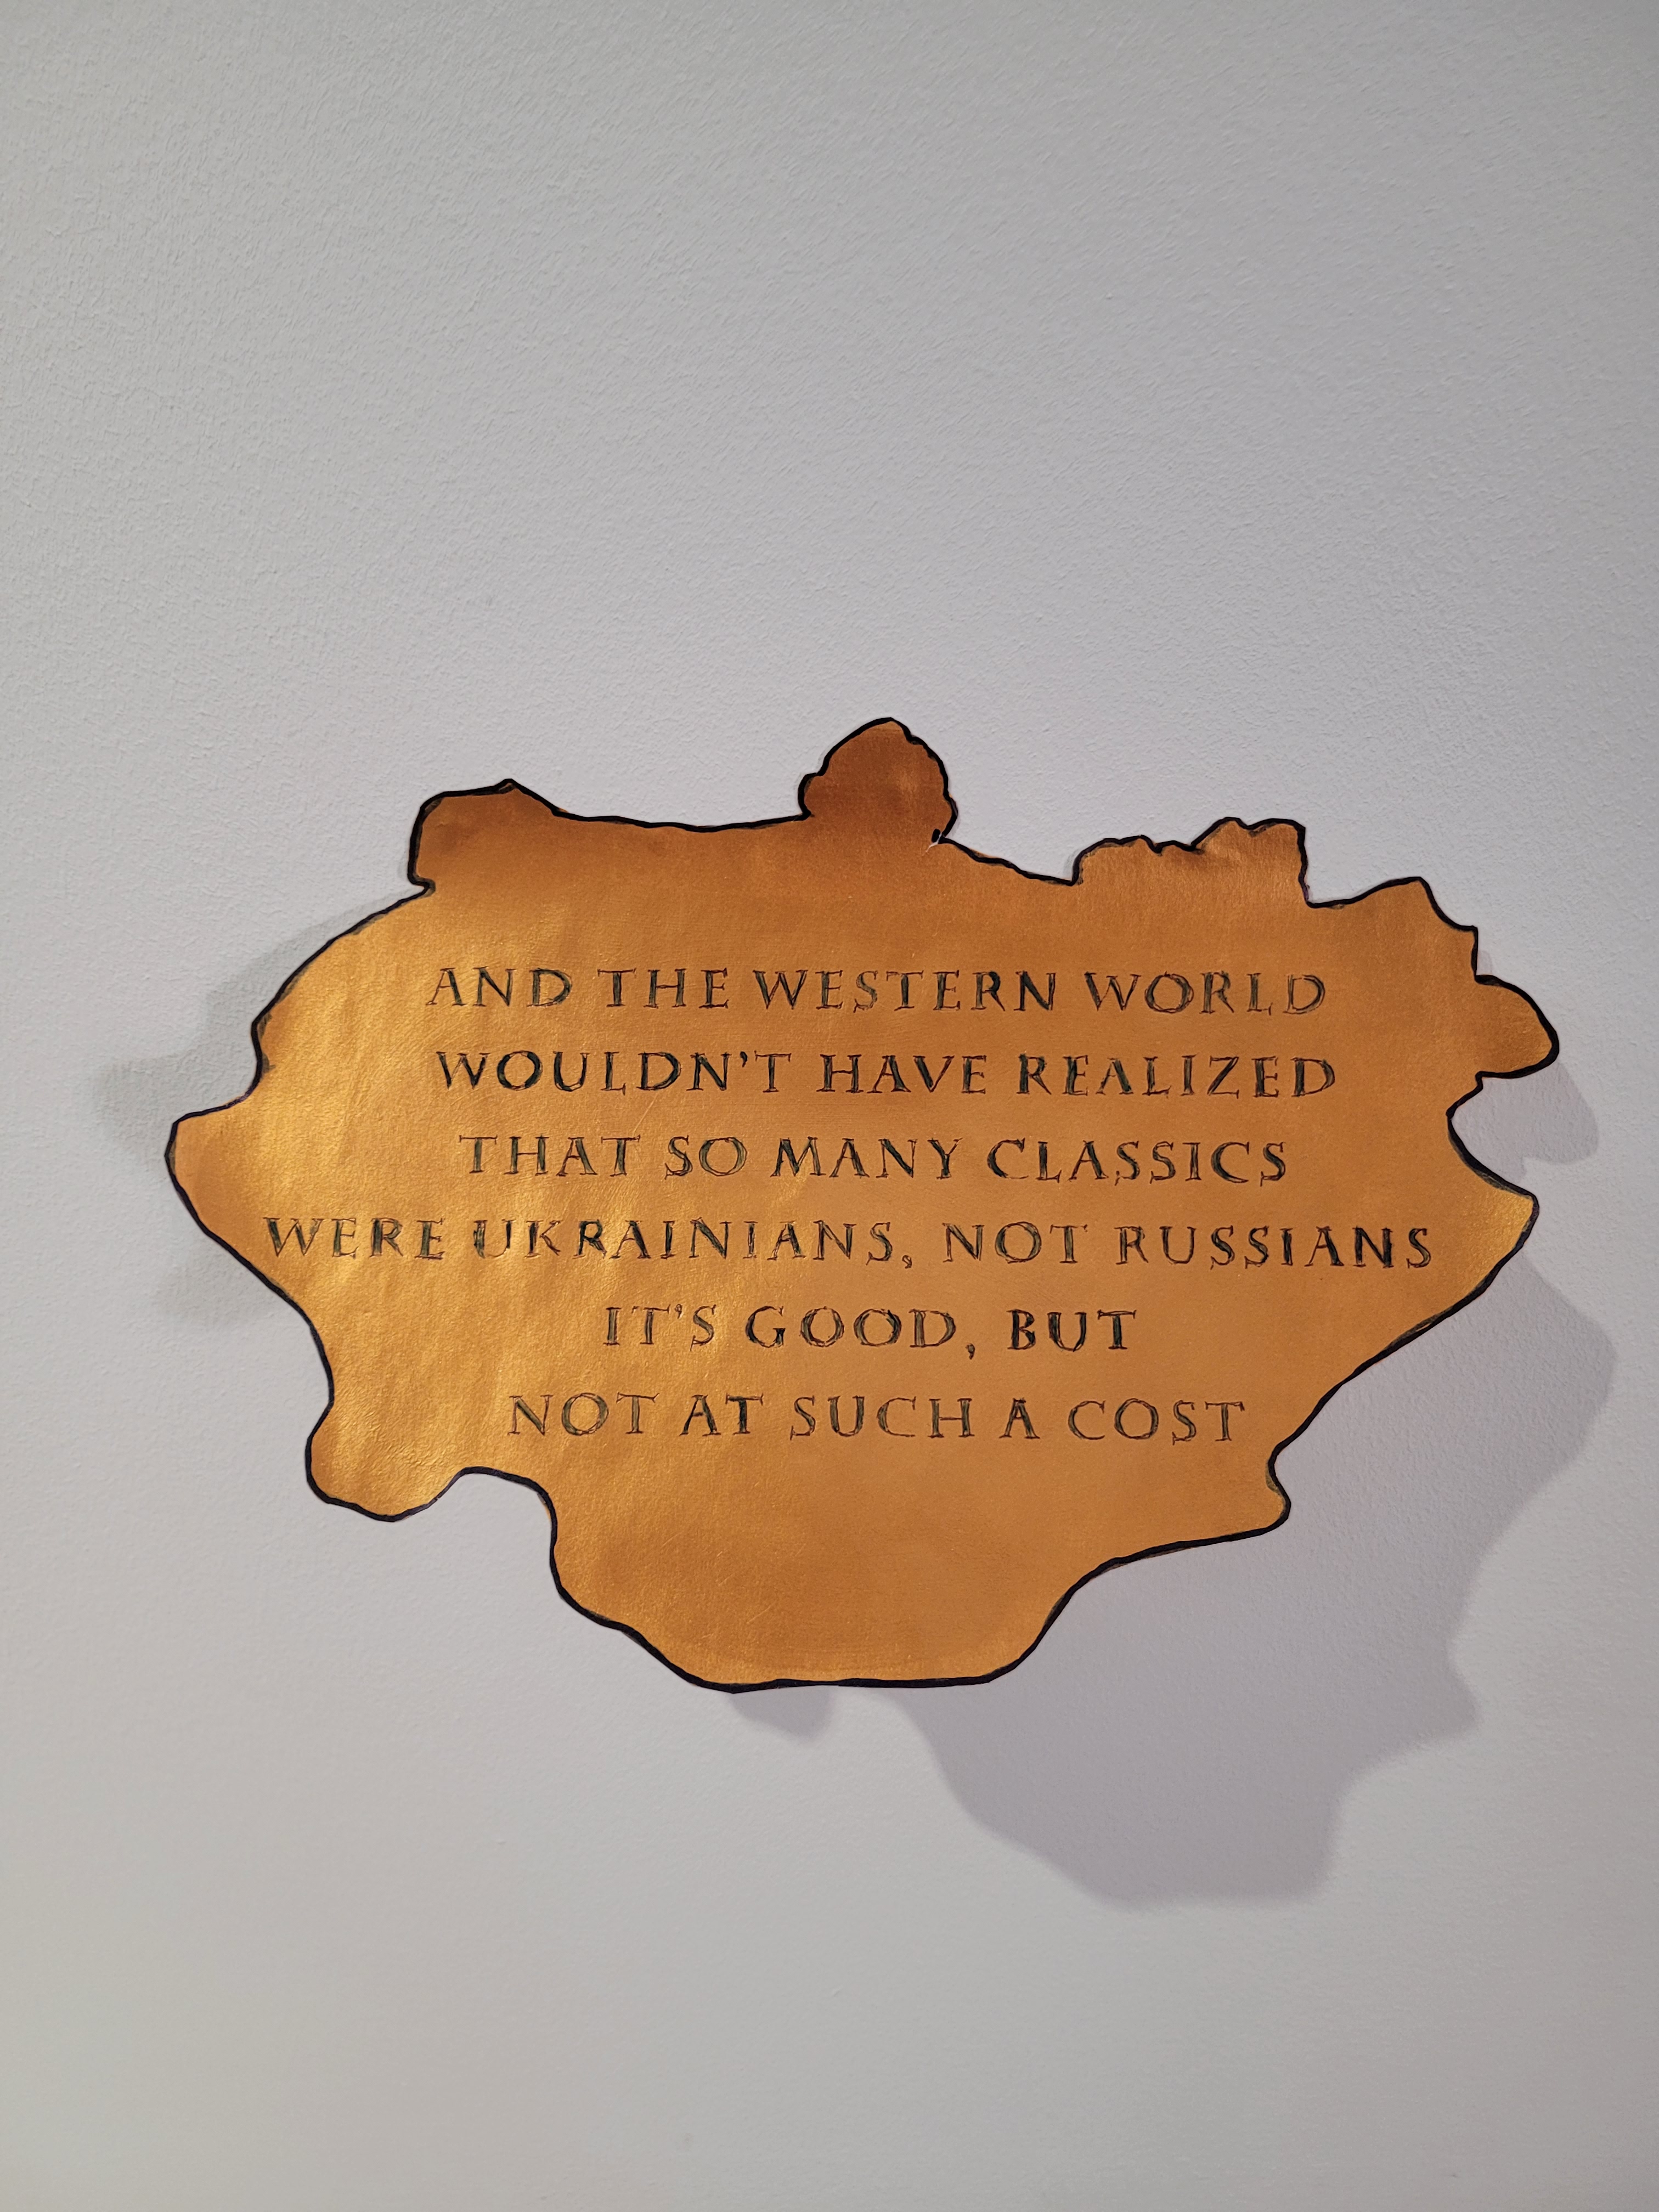 AND THE WESTERN WORLD
WOULDN'T HAVE REALIZED
THAT SO MANY CLASSICS
WERE UKRAINIANS, NOT RUSSIANS
IT'S GOOD, BUT
NOT AT SUCH A COST